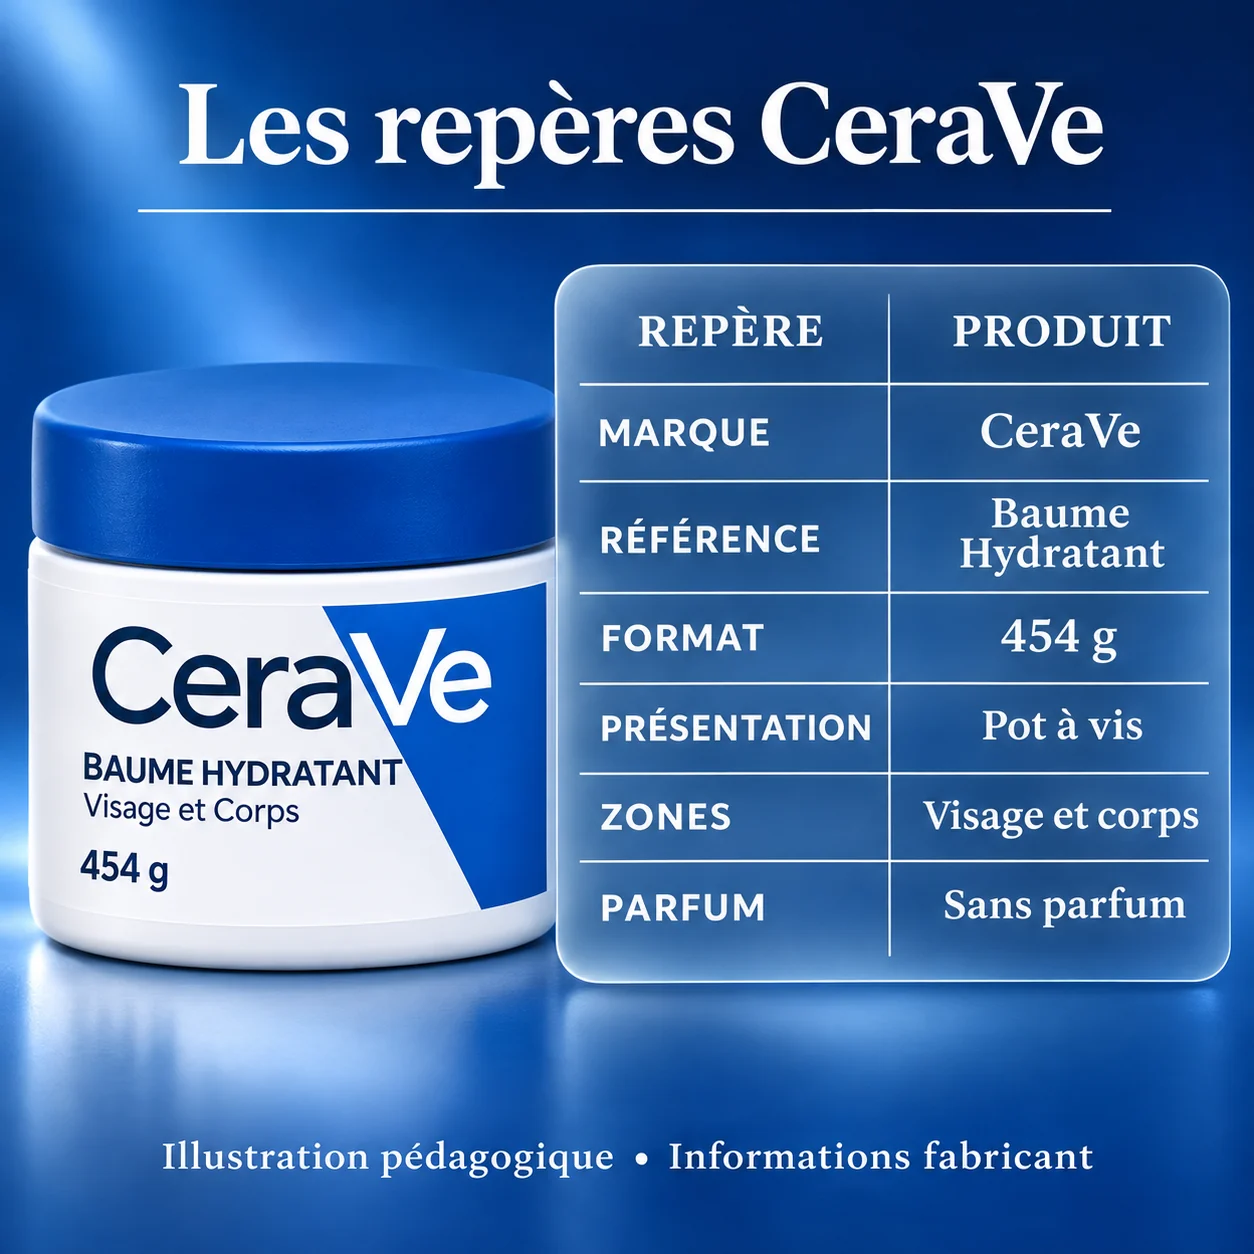 Les repères CeraVe
CeraVe
BAUME HYDRATANT
Visage et Corps
454 g
REPÈRE PRODUIT
MARQUE CeraVe
RÉFÉRENCE Baume
Hydratant
FORMAT 454 g
PRÉSENTATION Pot à vis
ZONES Visage et corps
PARFUM Sans parfum
Illustration pédagogique • Informations fabricant